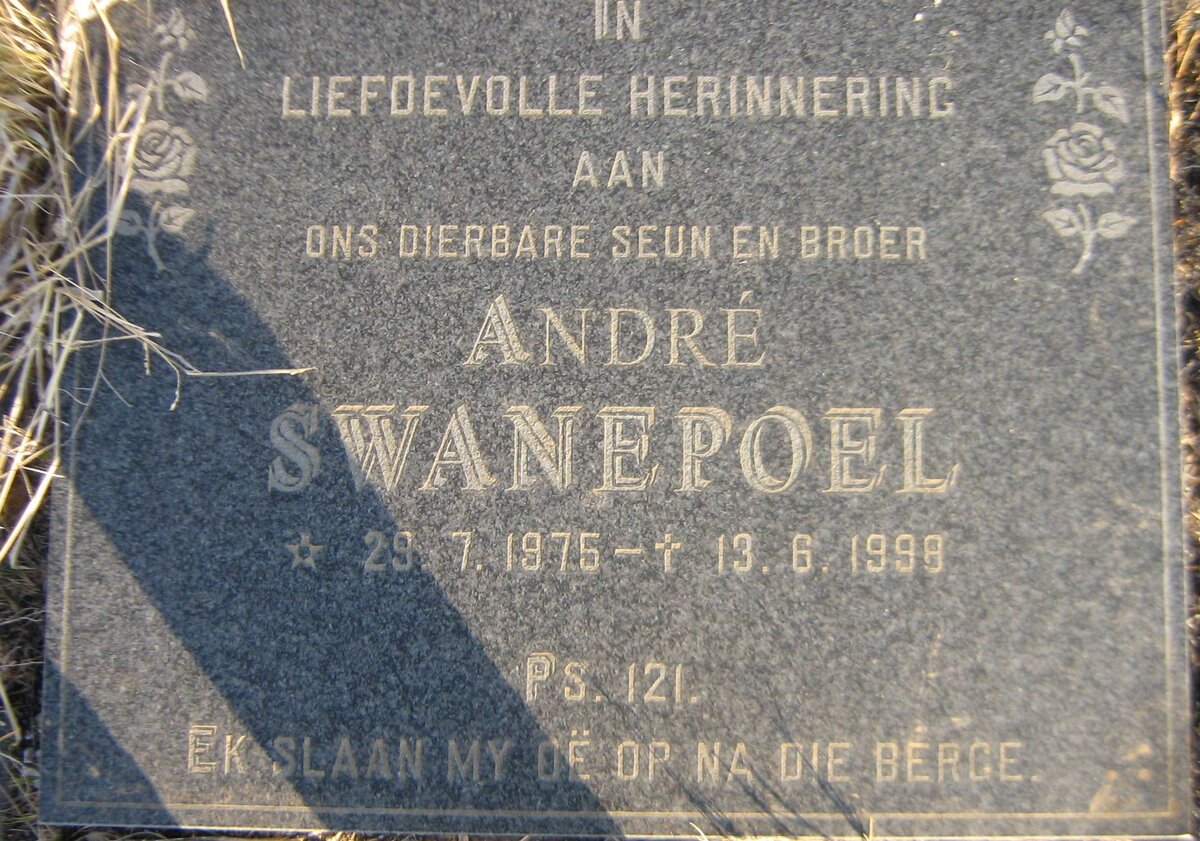 IN
LIEFDEVOLLE HERINNERING
AAN
ONS DIERBARE SEUN EN BROER
ANDRÉ
SWANEPOEL
☆ 29. 7. 1975 – † 13. 6. 1999
PS. 121.
EK SLAAN MY OË OP NA DIE BERGE.